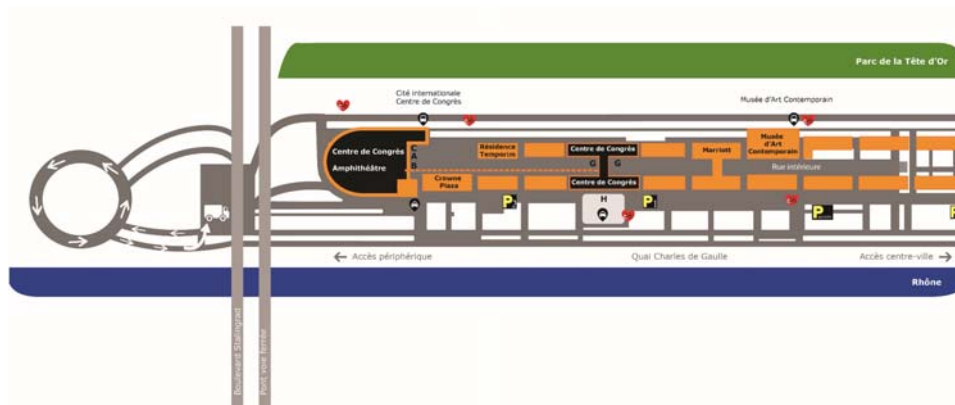 Parc de la Tête d'Or
Cité internationale
Centre de Congrès
Musée d'Art Contemporain
Centre de Congrès
Amphithéâtre
C
A
B
Résidence
Temporim
Centre de Congrès
Marriott
Musée
d'Art
Contemporain
G
G
Rue intérieure
Crowne
Plaza
Centre de Congrès
P
H
P
P
P
Accès périphérique
Quai Charles de Gaulle
Accès centre-ville
Rhône
Boulevard Stalingrad
Pont voie ferrée